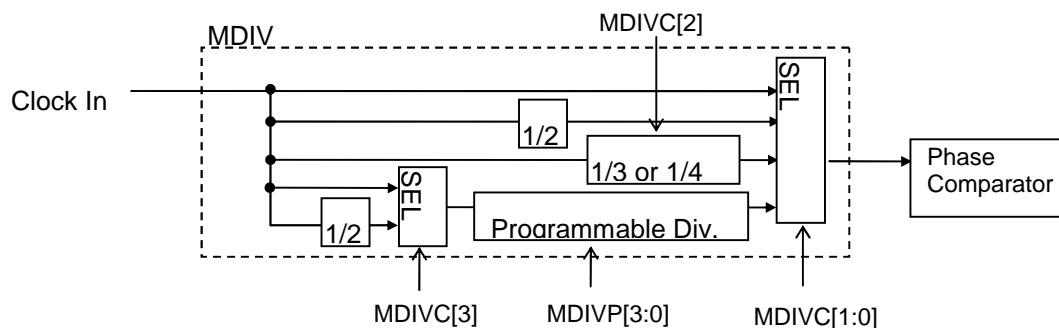 MDIVC[2]
MDIV
Clock In
SEL
1/2
1/3 or 1/4
Phase
Comparator
SEL
1/2
Programmable Div.
MDIVC[3]
MDIVP[3:0]
MDIVC[1:0]